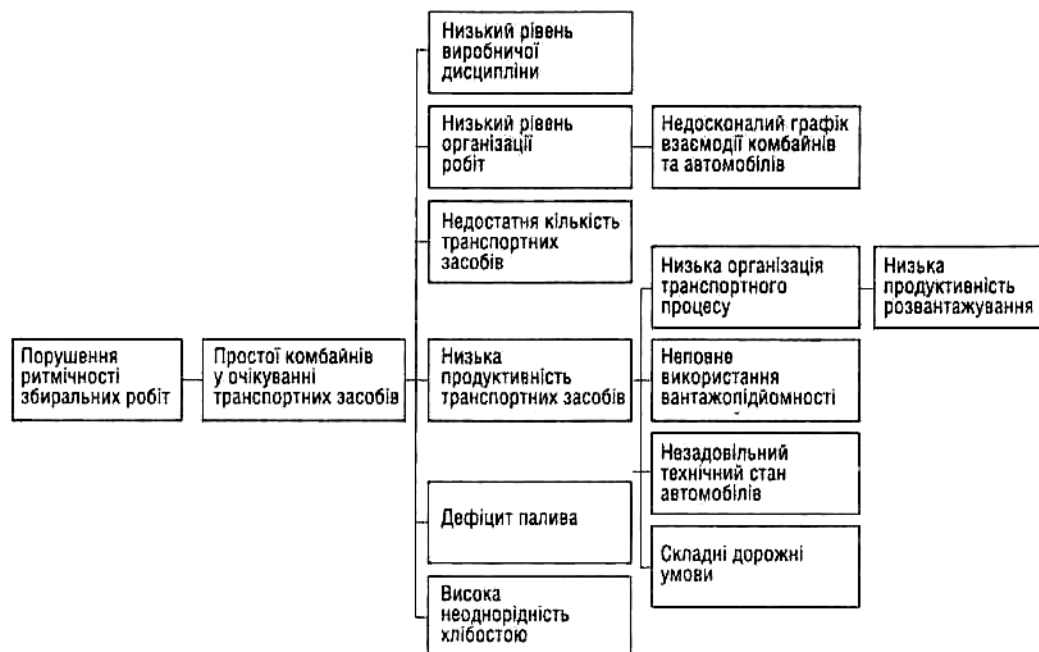 Низький рівень
виробничої
дисципліни
Низький рівень
організації
робіт
Недосконалий графік
взаємодії комбайнів
та автомобілів
Недостатня кількість
транспортних
засобів
Низька організація
транспортного
процесу
Низька
продуктивність
розвантажування
Порушення
ритмічності
збиральних робіт
Простої комбайнів
у очікуванні
транспортних засобів
Низька
продуктивність
транспортних засобів
Неповне
використання
вантажопідйомності
Незадовільний
технічний стан
автомобілів
Дефіцит палива
Складні дорожні
умови
Висока
неоднорідність
хлібостою